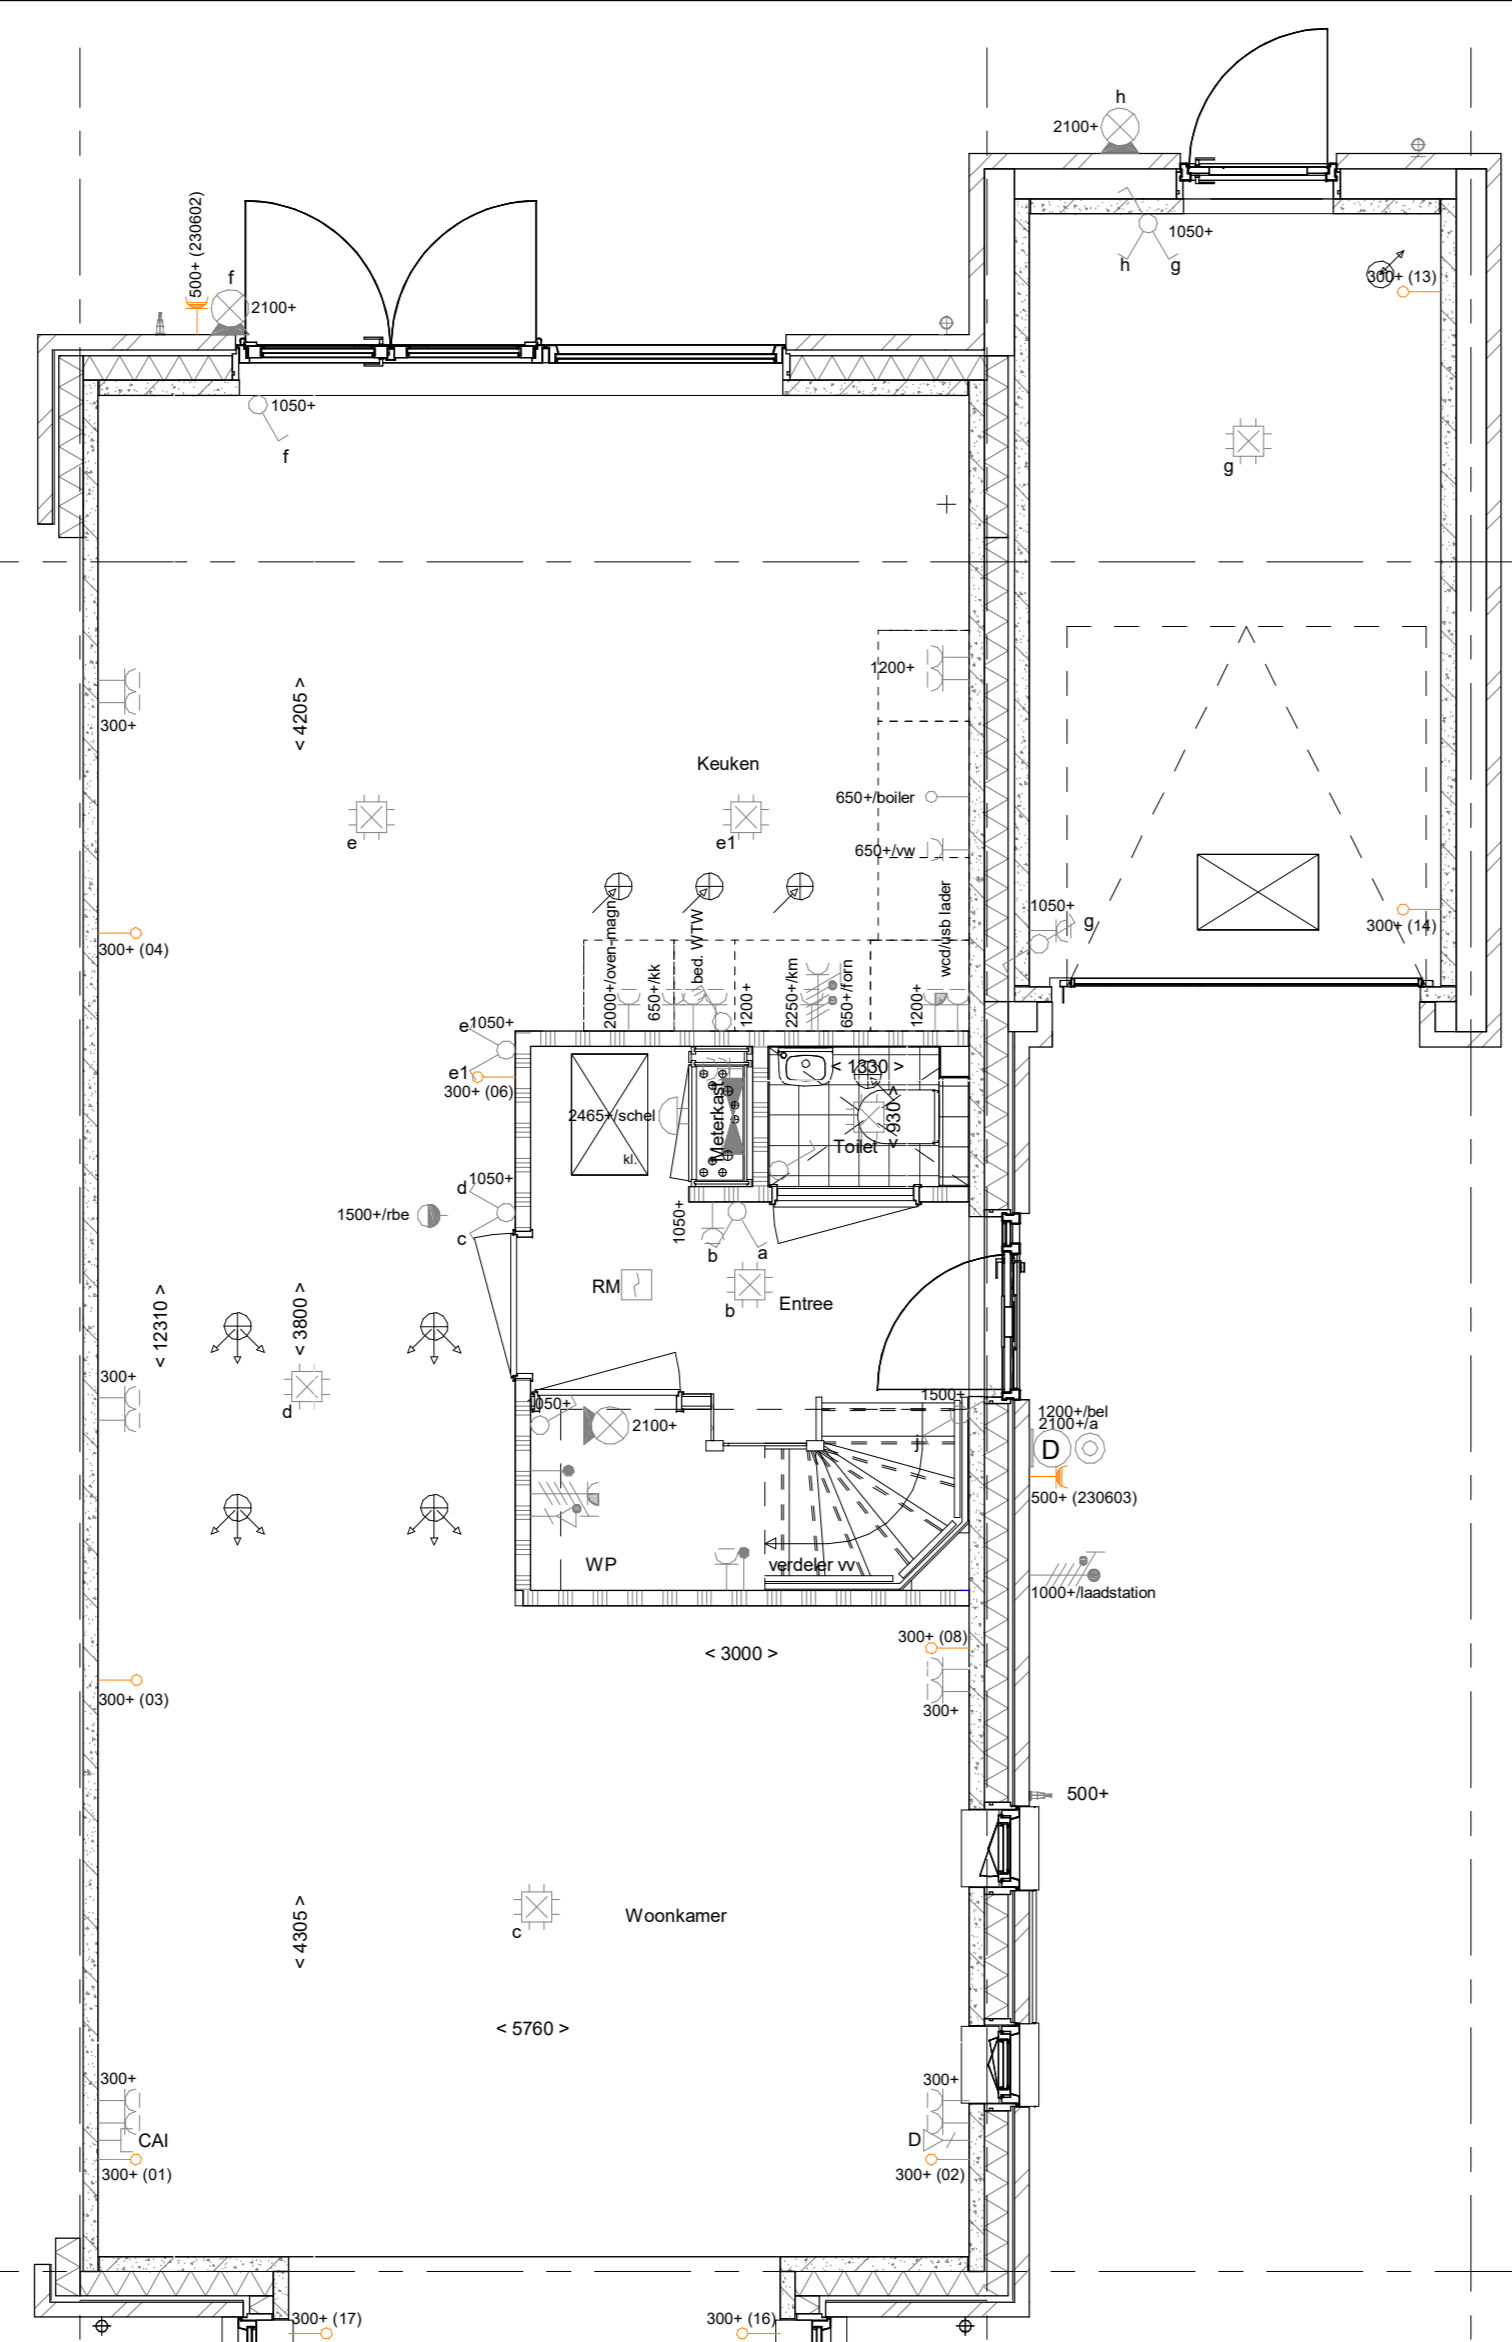 h
2100+
500+ (230602)
f
2100+
1050+
h
g
300+ (13)
1050+
f
g
1200+
300+
< 4205 >
Keuken
650+/boiler
e
e1
650+/vw
wcd/usb lader
1050+
g
300+ (14)
300+ (04)
2000+/oven-magn
650+/kk
bed. WTW
1200+
2250+/km
650+/forn
1200+
e
1050+
e1
300+ (06)
< 1330 >
< 930 >
2465+/schel
Meterkast
Toilet
kl.
d
1050+
1500+/rbe
c
1050+
b
a
RM
b
Entree
< 12310 >
< 3800 >
300+
d
1050+
2100+
1500+
j
1200+/bel
2100+/a
D
500+ (230603)
WP
verdeler vv
1000+/laadstation
300+ (08)
< 3000 >
300+ (03)
300+
500+
c
Woonkamer
< 4305 >
< 5760 >
300+
300+
CAI
D
300+ (01)
300+ (02)
300+ (17)
300+ (16)